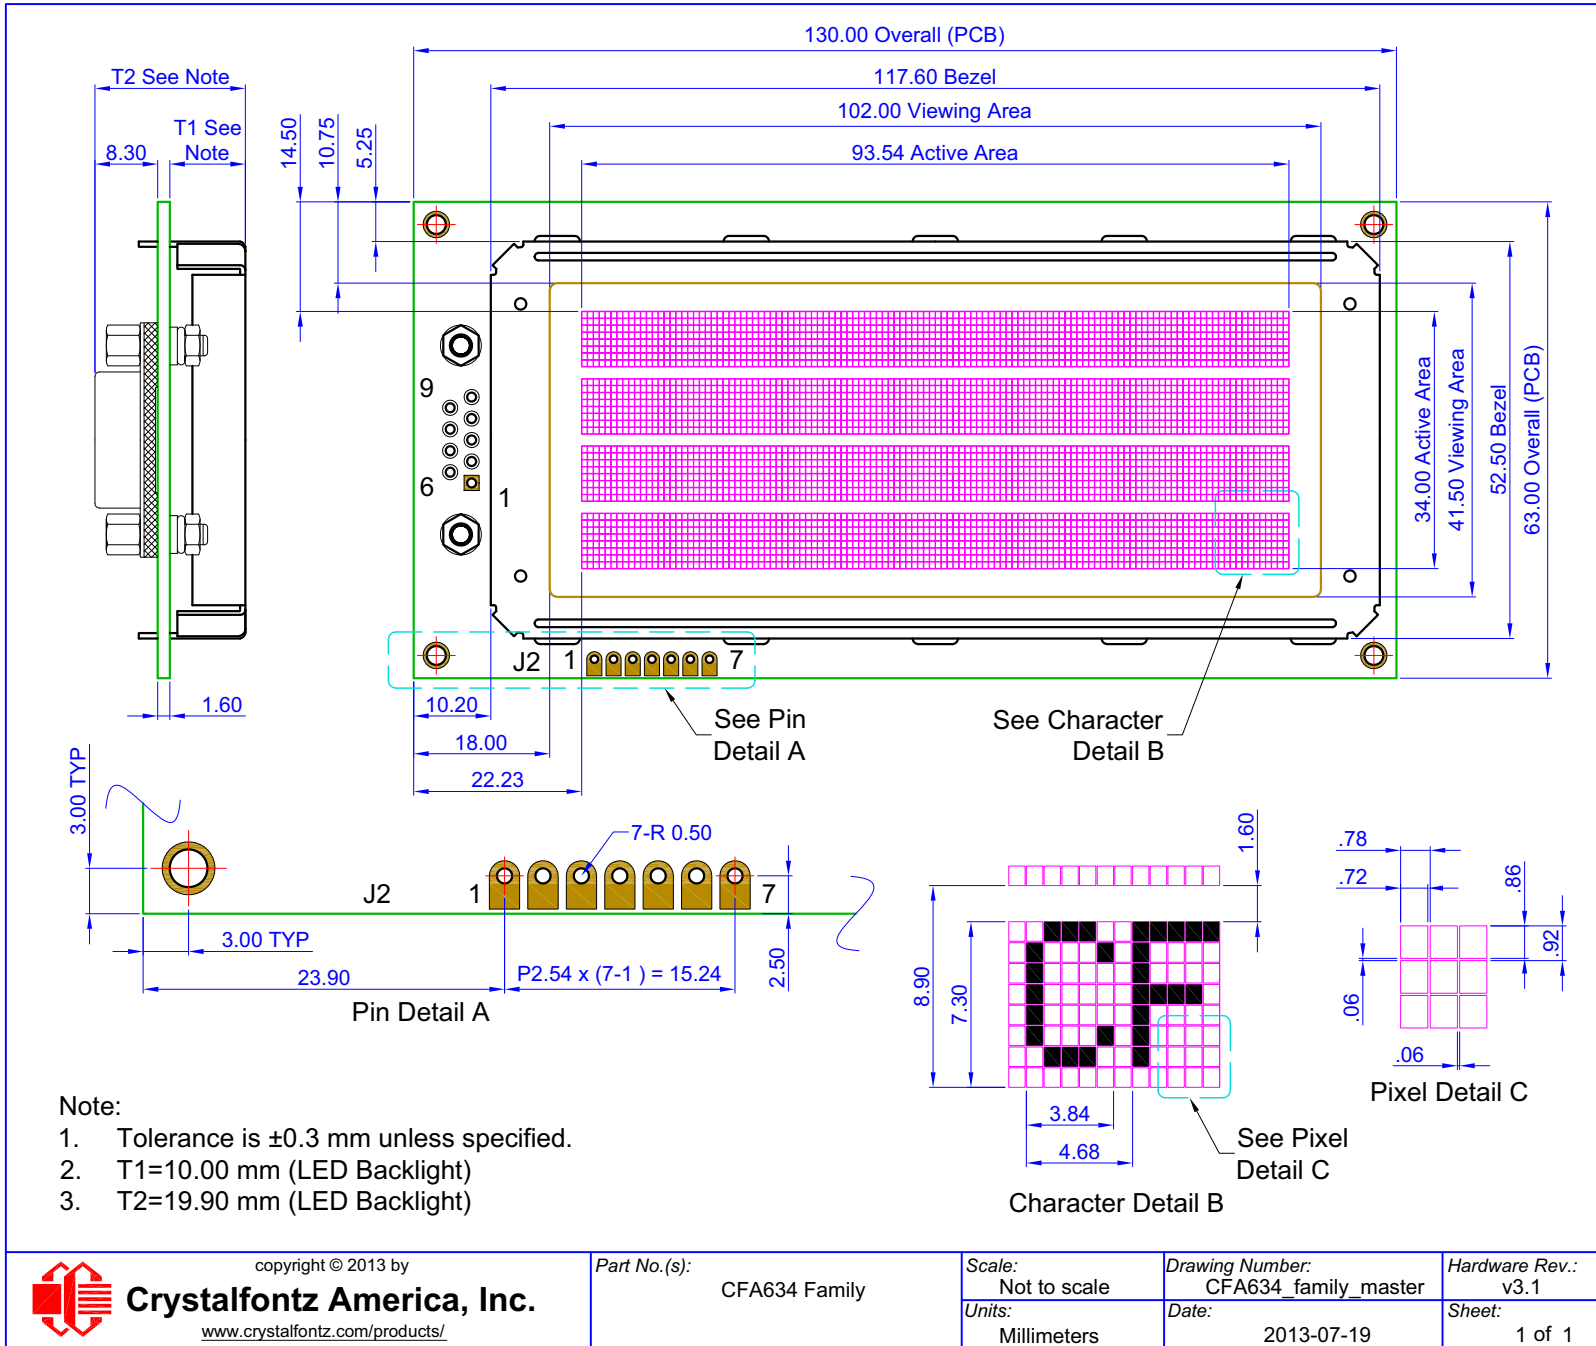 130.00 Overall (PCB)
T2 See Note
117.60 Bezel
102.00 Viewing Area
T1 See
Note
8.30
14.50
10.75
5.25
93.54 Active Area
9
6
1
34.00 Active Area
41.50 Viewing Area
52.50 Bezel
63.00 Overall (PCB)
J2 1 7
1.60
10.20
18.00
22.23
See Pin
Detail A
See Character
Detail B
3.00 TYP
7-R 0.50
J2 1 7
3.00 TYP
23.90
P2.54 x (7-1 ) = 15.24
2.50
Pin Detail A
1.60
8.90
7.30
3.84
4.68
See Pixel
Detail C
Character Detail B
.78
.72
.86
.92
.06
.06
Pixel Detail C
Note:
1. Tolerance is ±0.3 mm unless specified.
2. T1=10.00 mm (LED Backlight)
3. T2=19.90 mm (LED Backlight)
copyright © 2013 by
Crystalfontz America, Inc.
www.crystalfontz.com/products/
Part No.(s):
CFA634 Family
Scale:
Not to scale
Units:
Millimeters
Drawing Number:
CFA634_family_master
Date:
2013-07-19
Hardware Rev.:
v3.1
Sheet:
1 of 1